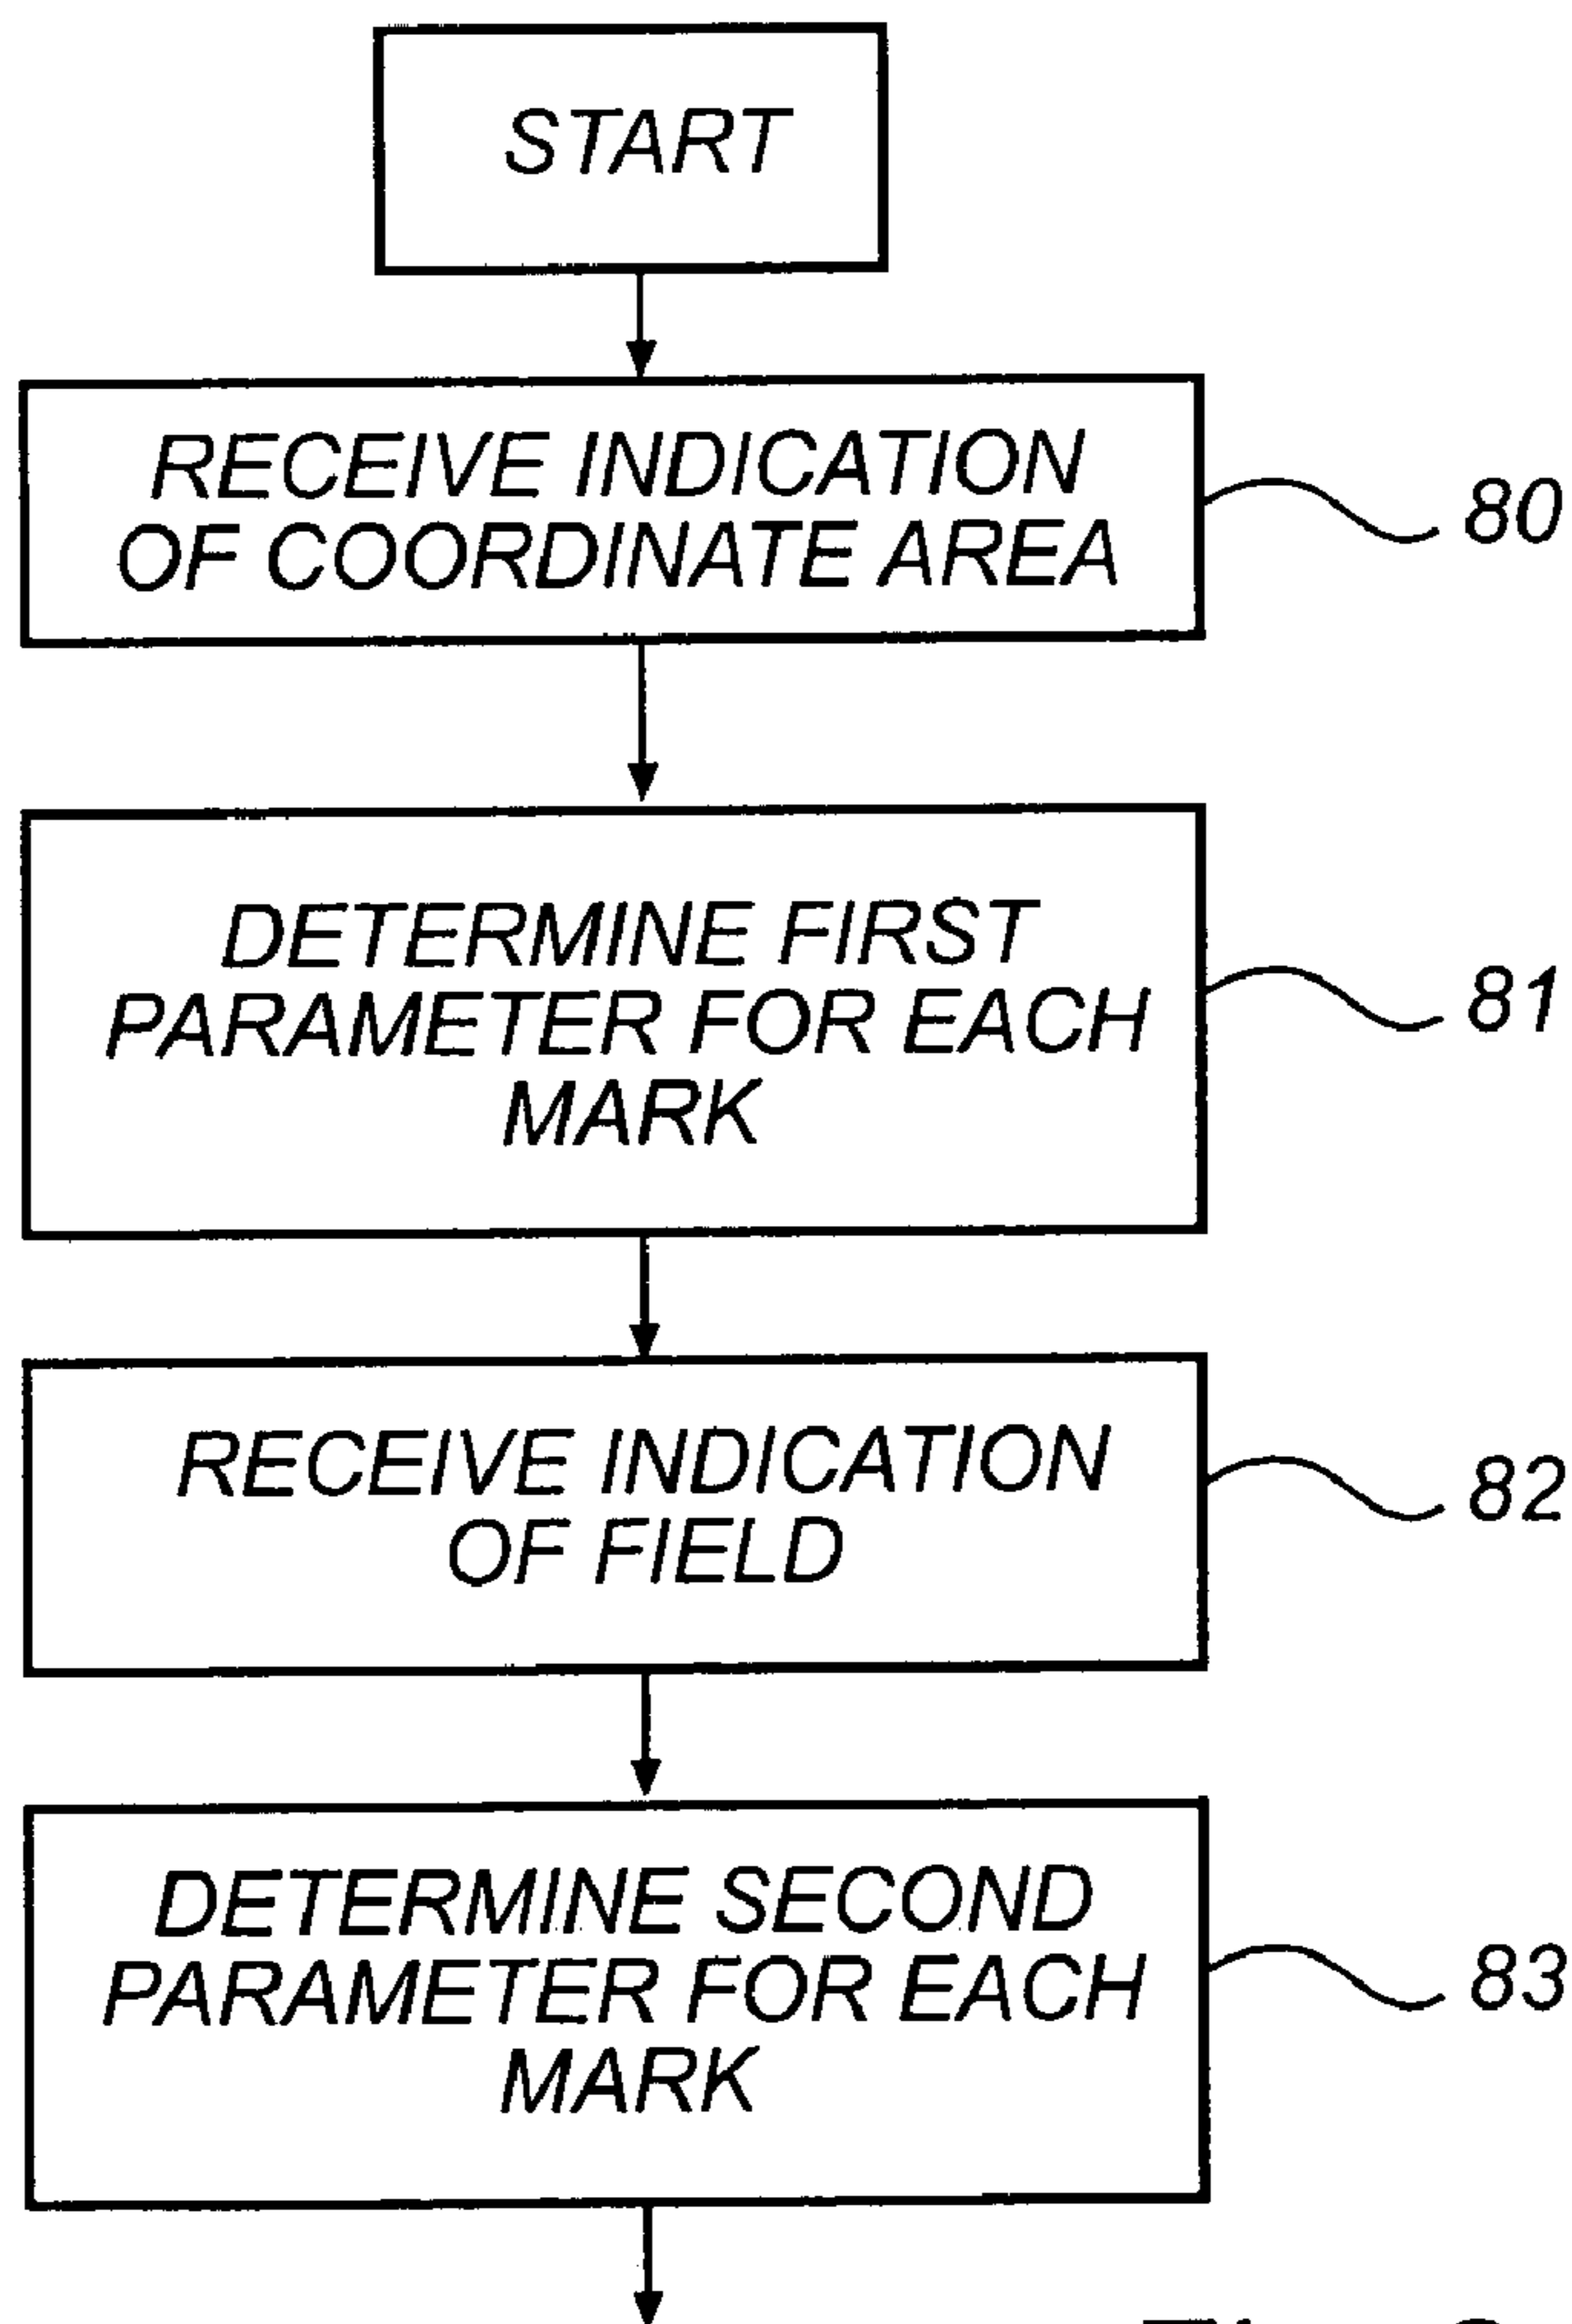 START
RECEIVE INDICATION
OF COORDINATE AREA
80
DETERMINE FIRST
PARAMETER FOR EACH
MARK
81
RECEIVE INDICATION
OF FIELD
82
DETERMINE SECOND
PARAMETER FOR EACH
MARK
83